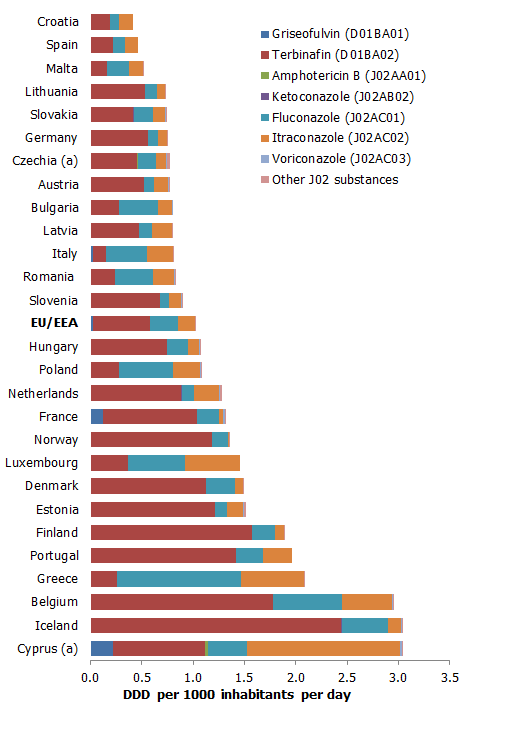 Croatia
Spain
Malta
Lithuania
Slovakia
Germany
Czechia (a)
Austria
Bulgaria
Latvia
Italy
Romania
Slovenia
EU/EEA
Hungary
Poland
Netherlands
France
Norway
Luxembourg
Denmark
Estonia
Finland
Portugal
Greece
Belgium
Iceland
Cyprus (a)
Griseofulvin (D01BA01)
Terbinafin (D01BA02)
Amphotericin B (J02AA01)
Ketoconazole (J02AB02)
Fluconazole (J02AC01)
Itraconazole (J02AC02)
Voriconazole (J02AC03)
Other J02 substances
0.0 0.5 1.0 1.5 2.0 2.5 3.0 3.5
DDD per 1000 inhabitants per day